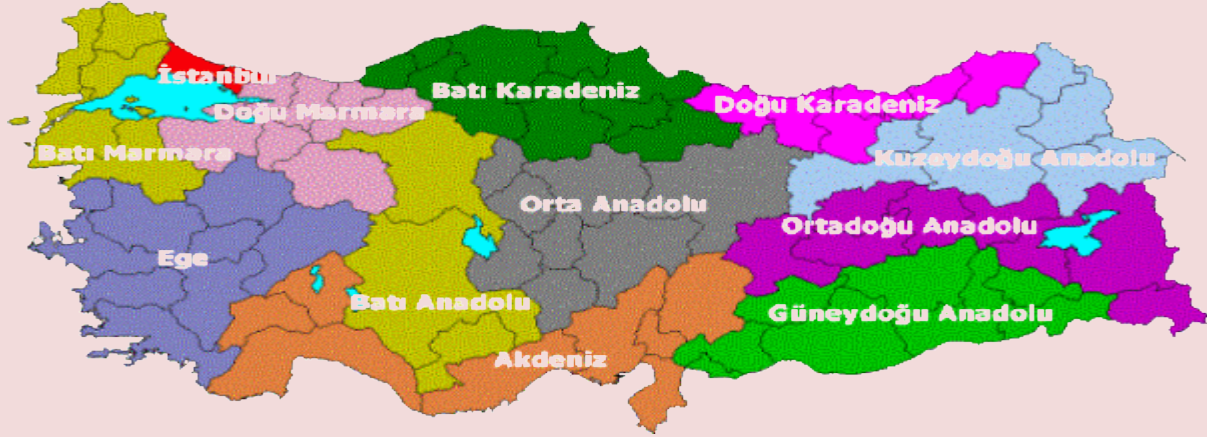 İstanbul
Batı Karadeniz
Doğu Karadeniz
Doğu Marmara
Batı Marmara
Kuzeydoğu Anadolu
Orta Anadolu
Ortadoğu Anadolu
Ege
Batı Anadolu
Güneydoğu Anadolu
Akdeniz